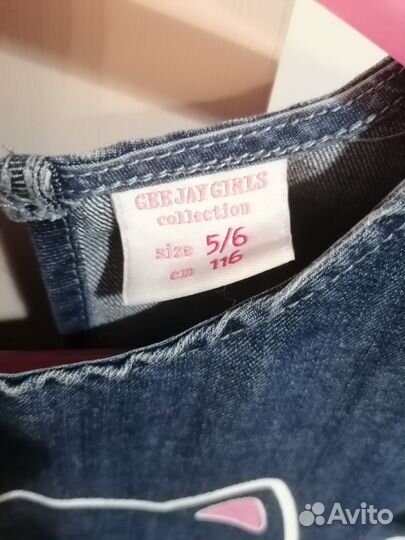 GEE JAY GIRLS
collection
size 5/6
cm 116
Avito